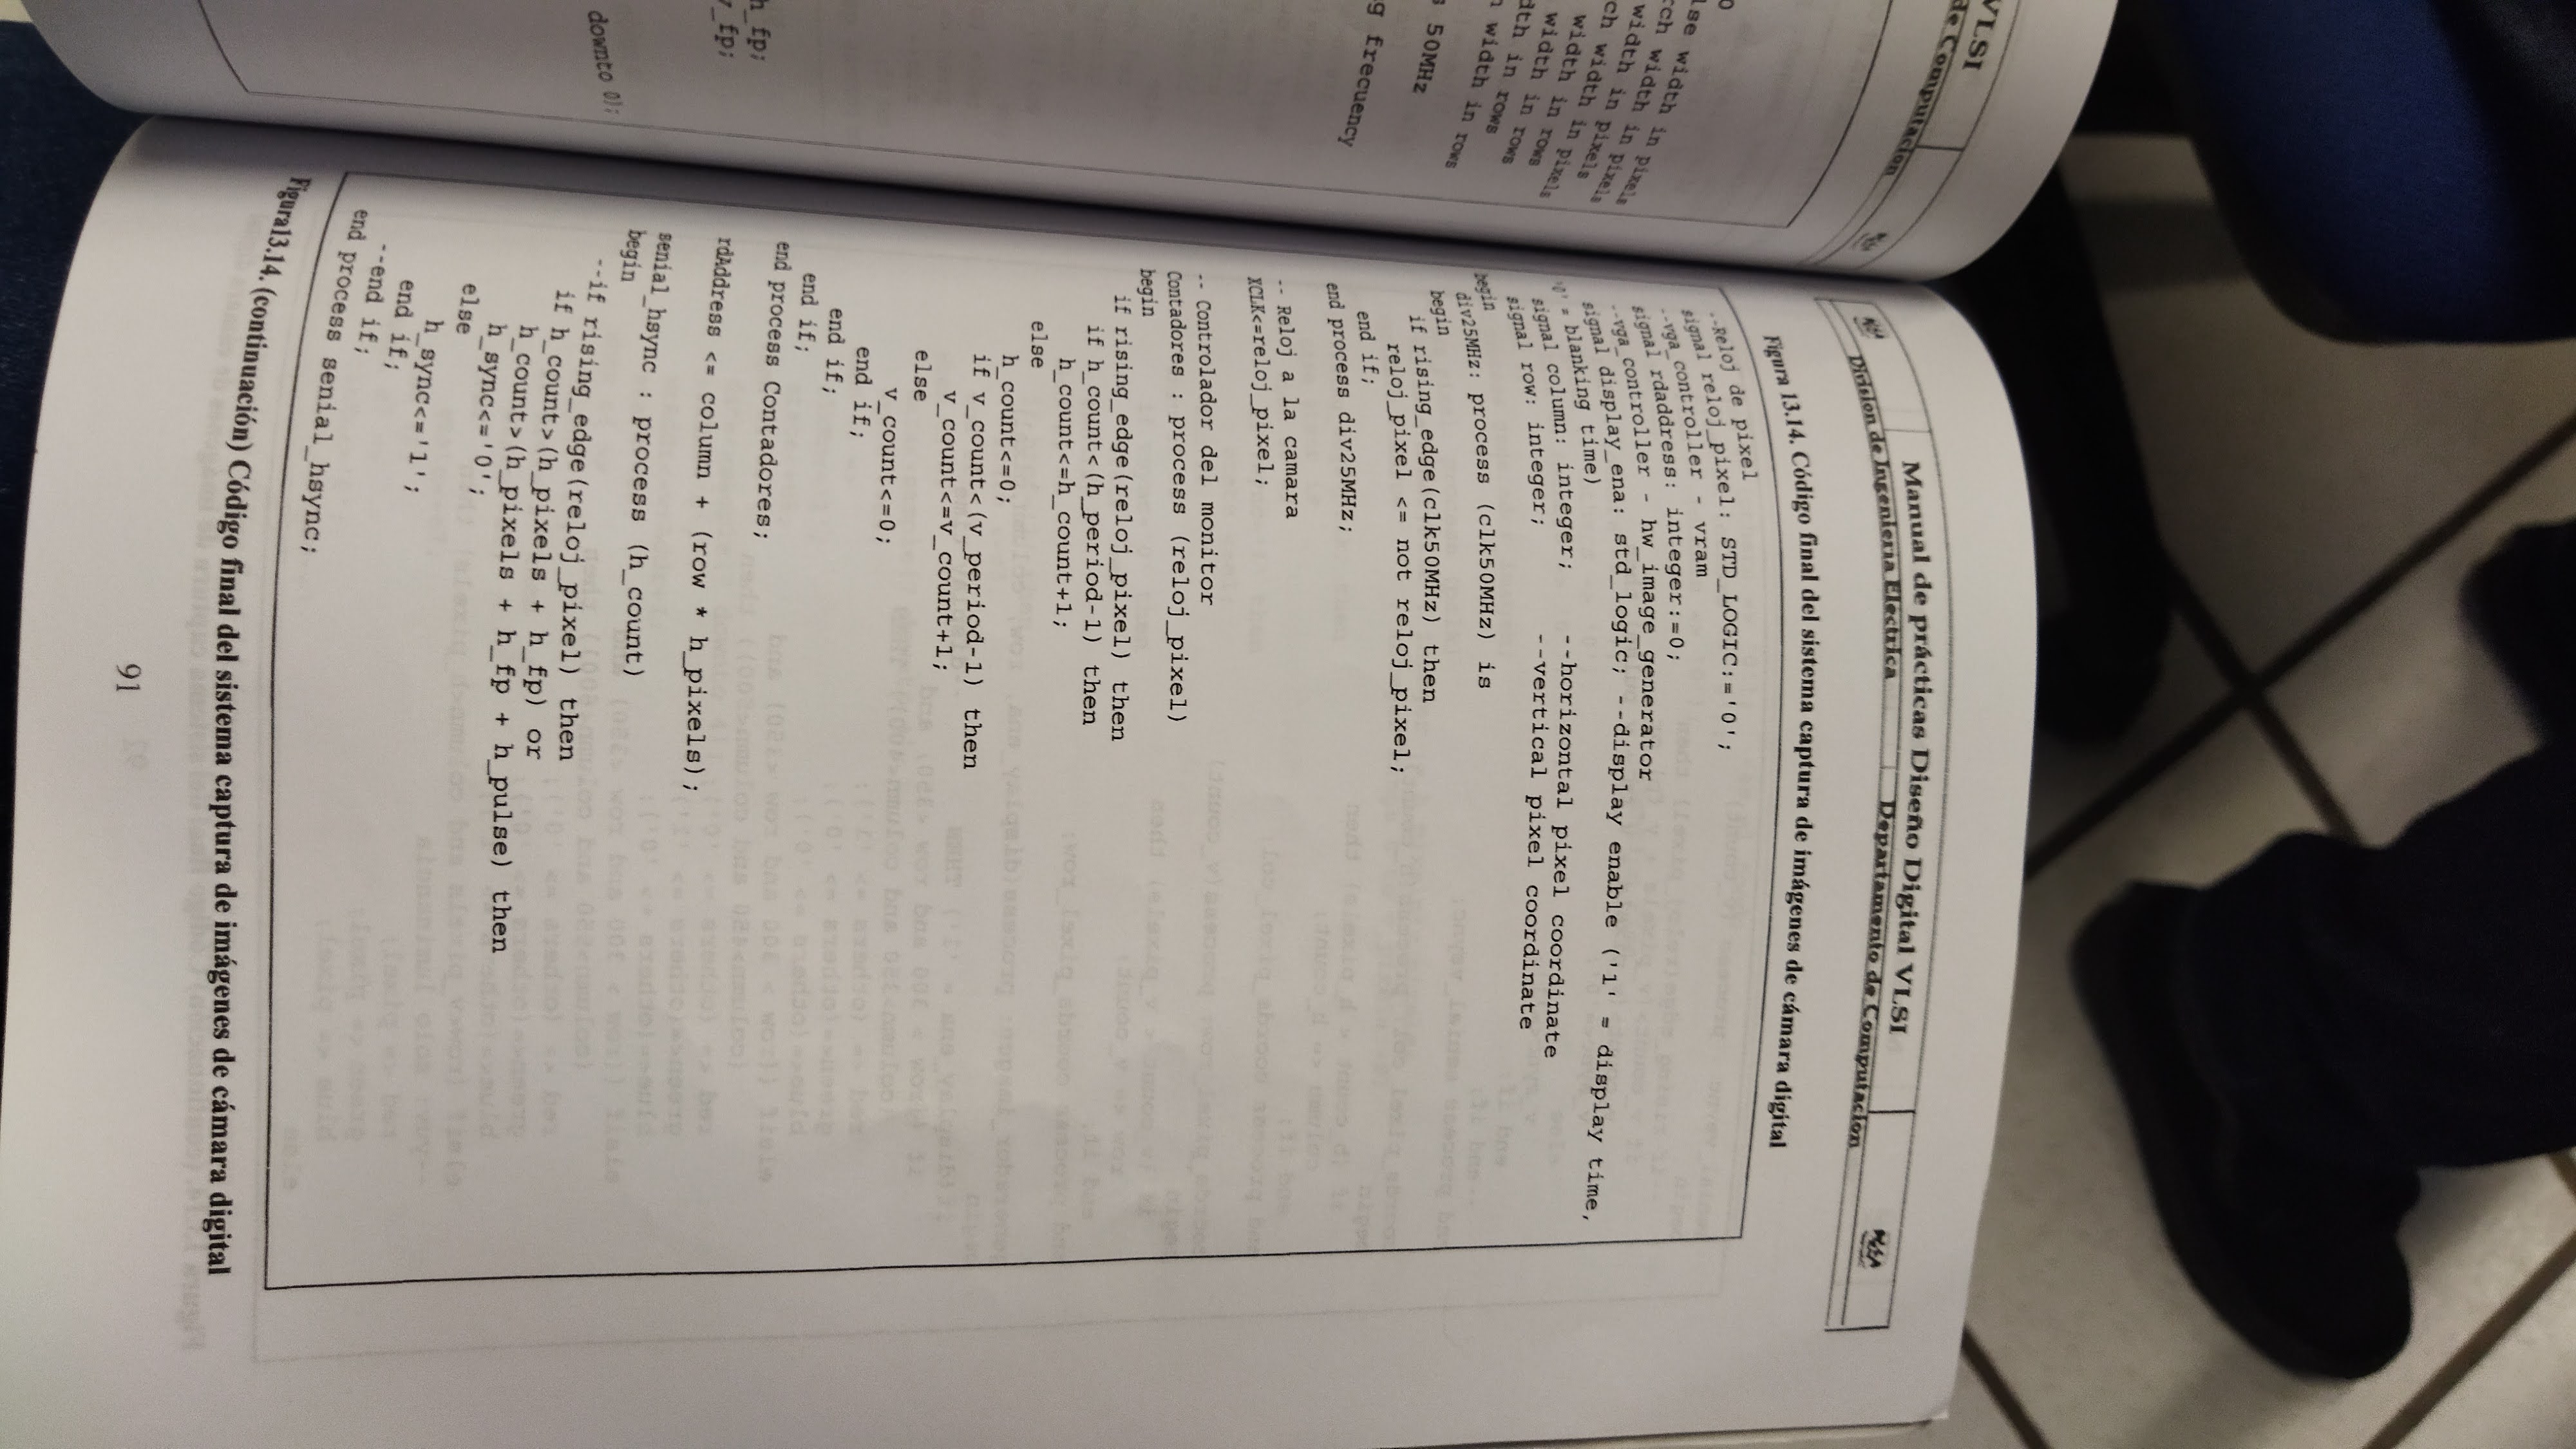 VLSI
de Computación
lse width in pixels
rch width in pixels
width in pixels
ch width in pixels
width in rows
width in rows
dth in rows
width in rows
50MHz
g frecuency
h_fp;
v_fp;
downto 0);
Manual de prácticas Diseño Digital VLSI
División de Ingeniería Eléctrica Departamento de Computación
Figura 13.14. Código final del sistema captura de imágenes de cámara digital
--Reloj de pixel
signal reloj_pixel: STD_LOGIC:='0';
--vga_controller - vram
signal rdaddress: integer:=0;
--vga_controller - hw_image_generator
signal display_ena: std_logic; --display enable ('1' = display time,
'0' = blanking time)
signal column: integer; --horizontal pixel coordinate
signal row: integer; --vertical pixel coordinate
begin
div25MHz: process (clk50MHz) is
begin
if rising_edge(clk50MHz) then
reloj_pixel <= not reloj_pixel;
end if;
end process div25MHz;
-- Reloj a la camara
XCLK<=reloj_pixel;
-- Controlador del monitor
Contadores : process (reloj_pixel)
begin
if rising_edge(reloj_pixel) then
if h_count<(h_period-1) then
h_count<=h_count+1;
else
h_count<=0;
if v_count<(v_period-1) then
v_count<=v_count+1;
else
v_count<=0;
end if;
end if;
end if;
end process Contadores;
rdAddress <= column + (row * h_pixels);
senial_hsync : process (h_count)
begin
--if rising_edge(reloj_pixel) then
if h_count>(h_pixels + h_fp) or
h_count>(h_pixels + h_fp + h_pulse) then
h_sync<='0';
else
h_sync<='1';
end if;
--end if;
end process senial_hsync;
Figura13.14. (continuación) Código final del sistema captura de imágenes de cámara digital
91